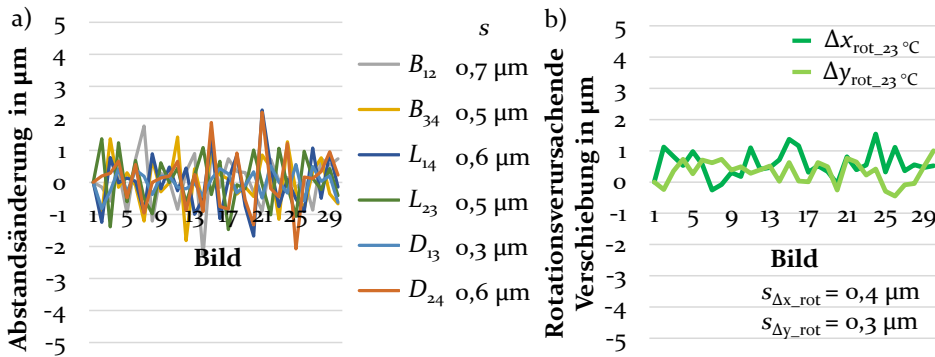 a)
Abstandsänderung in µm
5
4
3
2
1
0
-1
-2
-3
-4
-5
1 5 9 13 17 21 25 29
Bild
s
B12 0,7 µm
B34 0,5 µm
L14 0,6 µm
L23 0,5 µm
D13 0,3 µm
D24 0,6 µm
b)
Rotationsverursachende
Verschiebung in µm
5
4
3
2
1
0
-1
-2
-3
-4
-5
1 5 9 13 17 21 25 29
Bild
Δxrot_23 °C
Δyrot_23 °C
sΔx_rot = 0,4 µm
sΔy_rot = 0,3 µm